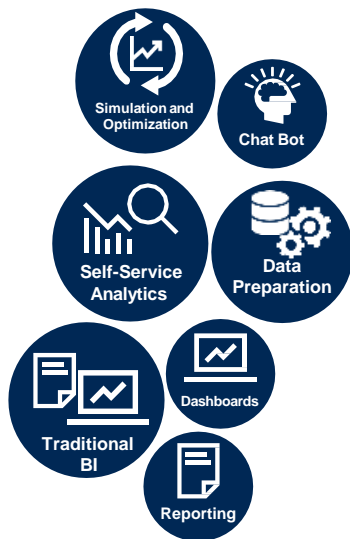 Simulation and
Optimization
Chat Bot
Self-Service
Analytics
Data
Preparation
Dashboards
Traditional
BI
Reporting